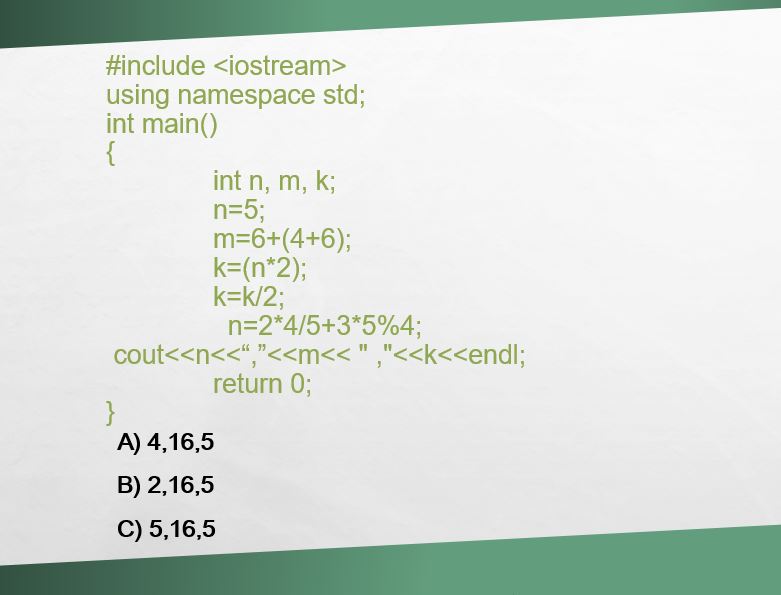 #include <iostream>
using namespace std;
int main()
{
int n, m, k;
n=5;
m=6+(4+6);
k=(n*2);
k=k/2;
n=2*4/5+3*5%4;
cout<<n<<“,”<<m<< " ,"<<k<<endl;
return 0;
}
A) 4,16,5
B) 2,16,5
C) 5,16,5